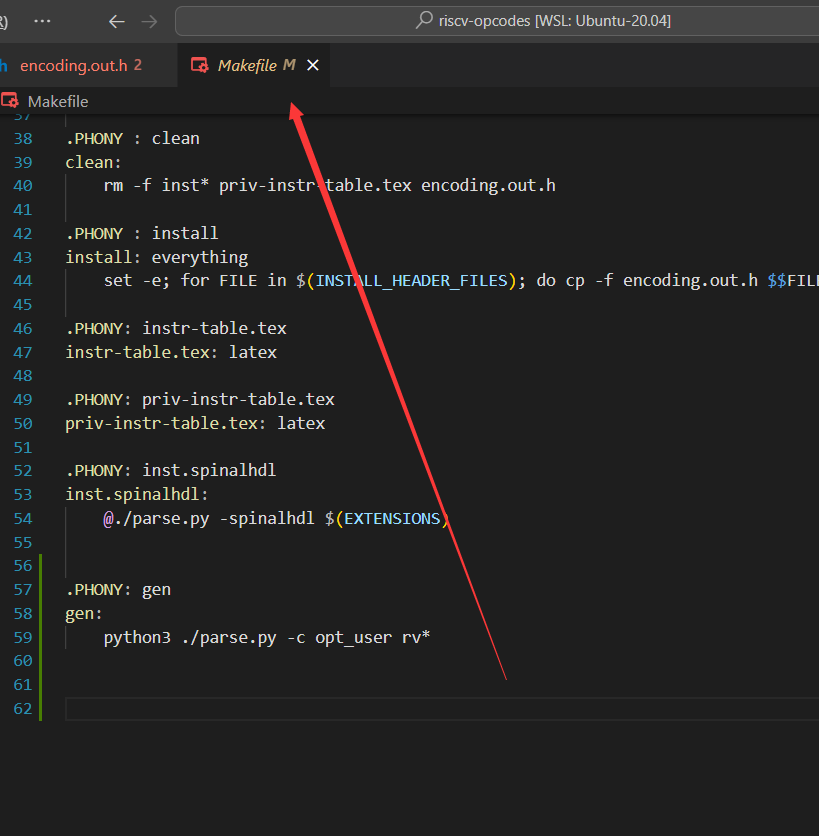 riscv-opcodes [WSL: Ubuntu-20.04]
encoding.out.h 2 Makefile M
Makefile
37
38 .PHONY : clean
39 clean:
40 rm -f inst* priv-instr-table.tex encoding.out.h
41
42 .PHONY : install
43 install: everything
44 set -e; for FILE in $(INSTALL_HEADER_FILES); do cp -f encoding.out.h $$FILE
45
46 .PHONY: instr-table.tex
47 instr-table.tex: latex
48
49 .PHONY: priv-instr-table.tex
50 priv-instr-table.tex: latex
51
52 .PHONY: inst.spinalhdl
53 inst.spinalhdl:
54 @./parse.py -spinalhdl $(EXTENSIONS)
55
56
57 .PHONY: gen
58 gen:
59 python3 ./parse.py -c opt_user rv*
60
61
62